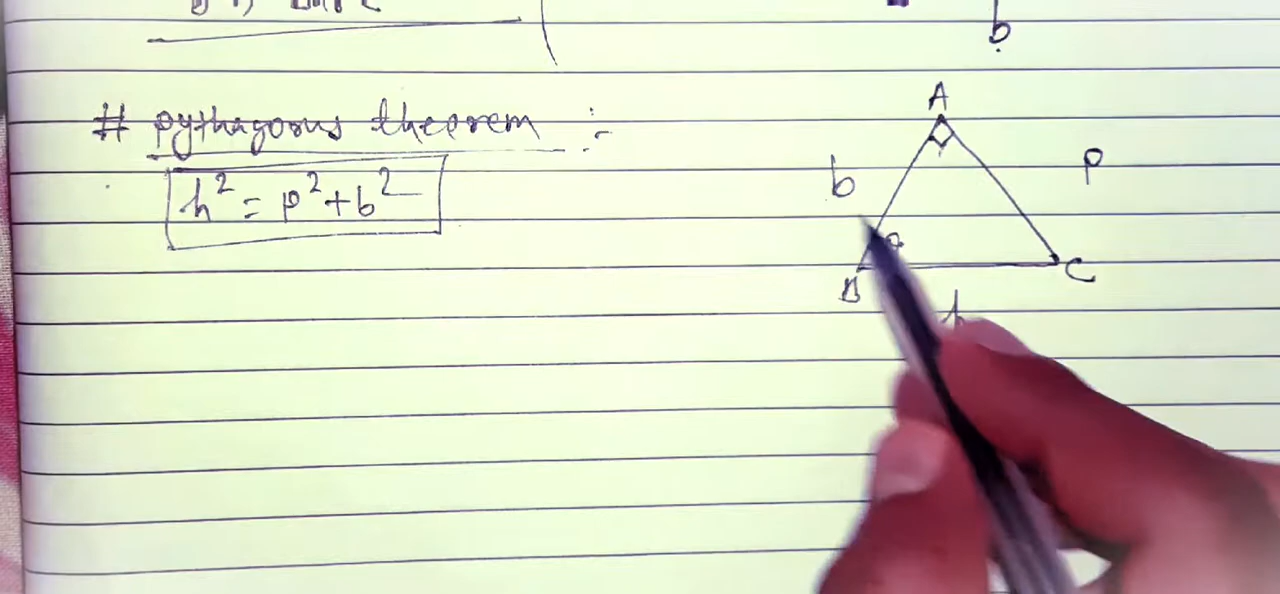 b
# pythagorus theorem :-
h² = p² + b²
A
b
p
B
C
h